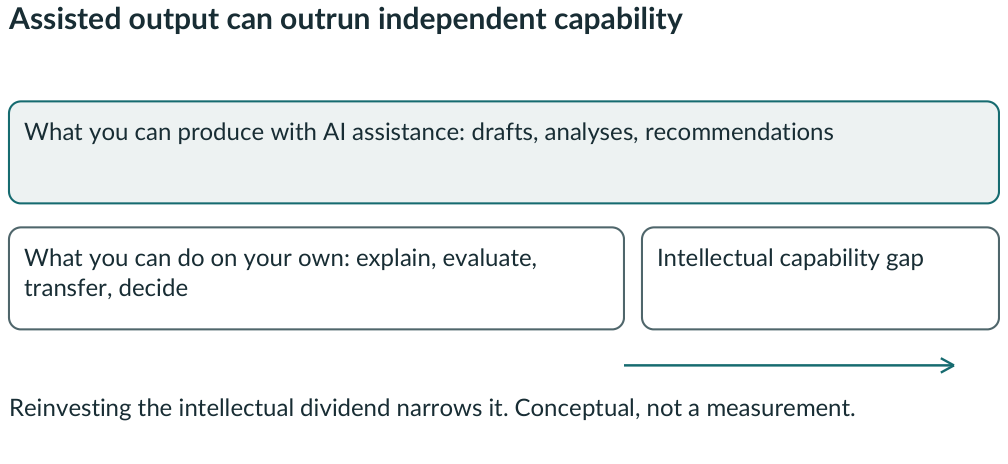 Assisted output can outrun independent capability
What you can produce with AI assistance: drafts, analyses, recommendations
What you can do on your own: explain, evaluate,
transfer, decide
Intellectual capability gap
Reinvesting the intellectual dividend narrows it. Conceptual, not a measurement.